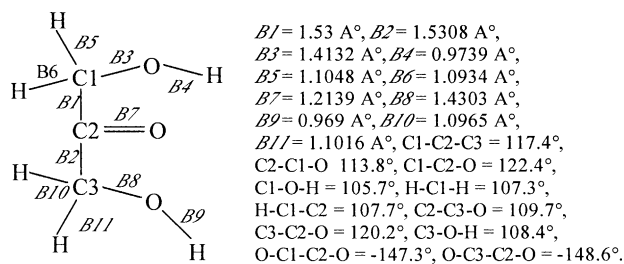 H
B5
B3
O
H
B6
C1
B4
H
B1
B7
C2
O
B2
H
B8
C3
O
B10
B9
B11
H
H
B1 = 1.53 A°, B2 = 1.5308 A°,
B3 = 1.4132 A°, B4 = 0.9739 A°,
B5 = 1.1048 A°, B6 = 1.0934 A°,
B7 = 1.2139 A°, B8 = 1.4303 A°,
B9 = 0.969 A°, B10 = 1.0965 A°,
B11 = 1.1016 A°, C1-C2-C3 = 117.4°,
C2-C1-O 113.8°, C1-C2-O = 122.4°,
C1-O-H = 105.7°, H-C1-H = 107.3°,
H-C1-C2 = 107.7°, C2-C3-O = 109.7°,
C3-C2-O = 120.2°, C3-O-H = 108.4°,
O-C1-C2-O = -147.3°, O-C3-C2-O = -148.6°.